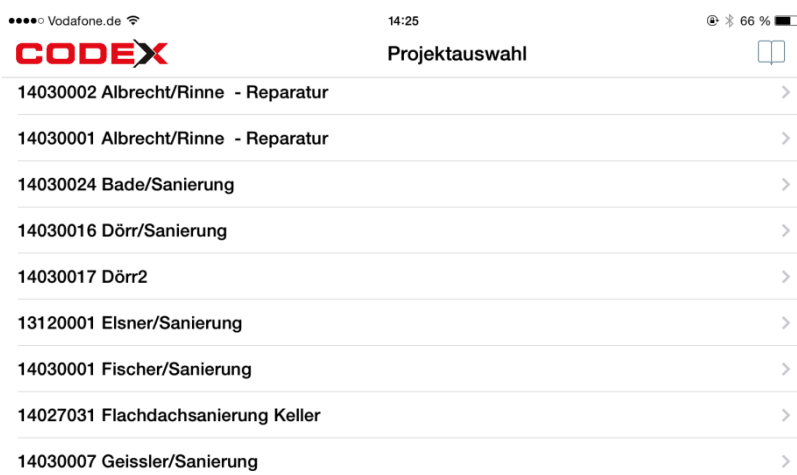 Vodafone.de 14:25 66 %
CODEX Projektauswahl
14030002 Albrecht/Rinne - Reparatur
14030001 Albrecht/Rinne - Reparatur
14030024 Bade/Sanierung
14030016 Dörr/Sanierung
14030017 Dörr2
13120001 Elsner/Sanierung
14030001 Fischer/Sanierung
14027031 Flachdachsanierung Keller
14030007 Geissler/Sanierung